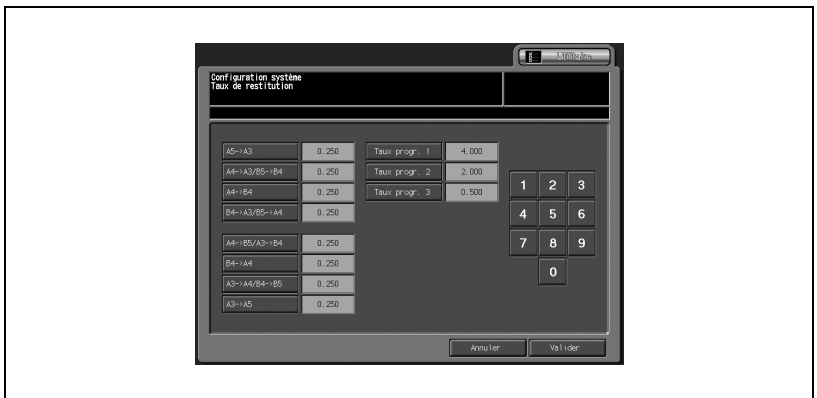 Utilitaires
Configuration système
Taux de restitution
A5->A3 0.250 Taux progr. 1 4.000
A4->A3/B5->B4 0.250 Taux progr. 2 2.000
A4->B4 0.250 Taux progr. 3 0.500
B4->A3/B5->A4 0.250
1 2 3
4 5 6
7 8 9
0
A4->B5/A3->B4 0.250
B4->A4 0.250
A3->A4/B4->B5 0.250
A3->A5 0.250
Annuler Valider